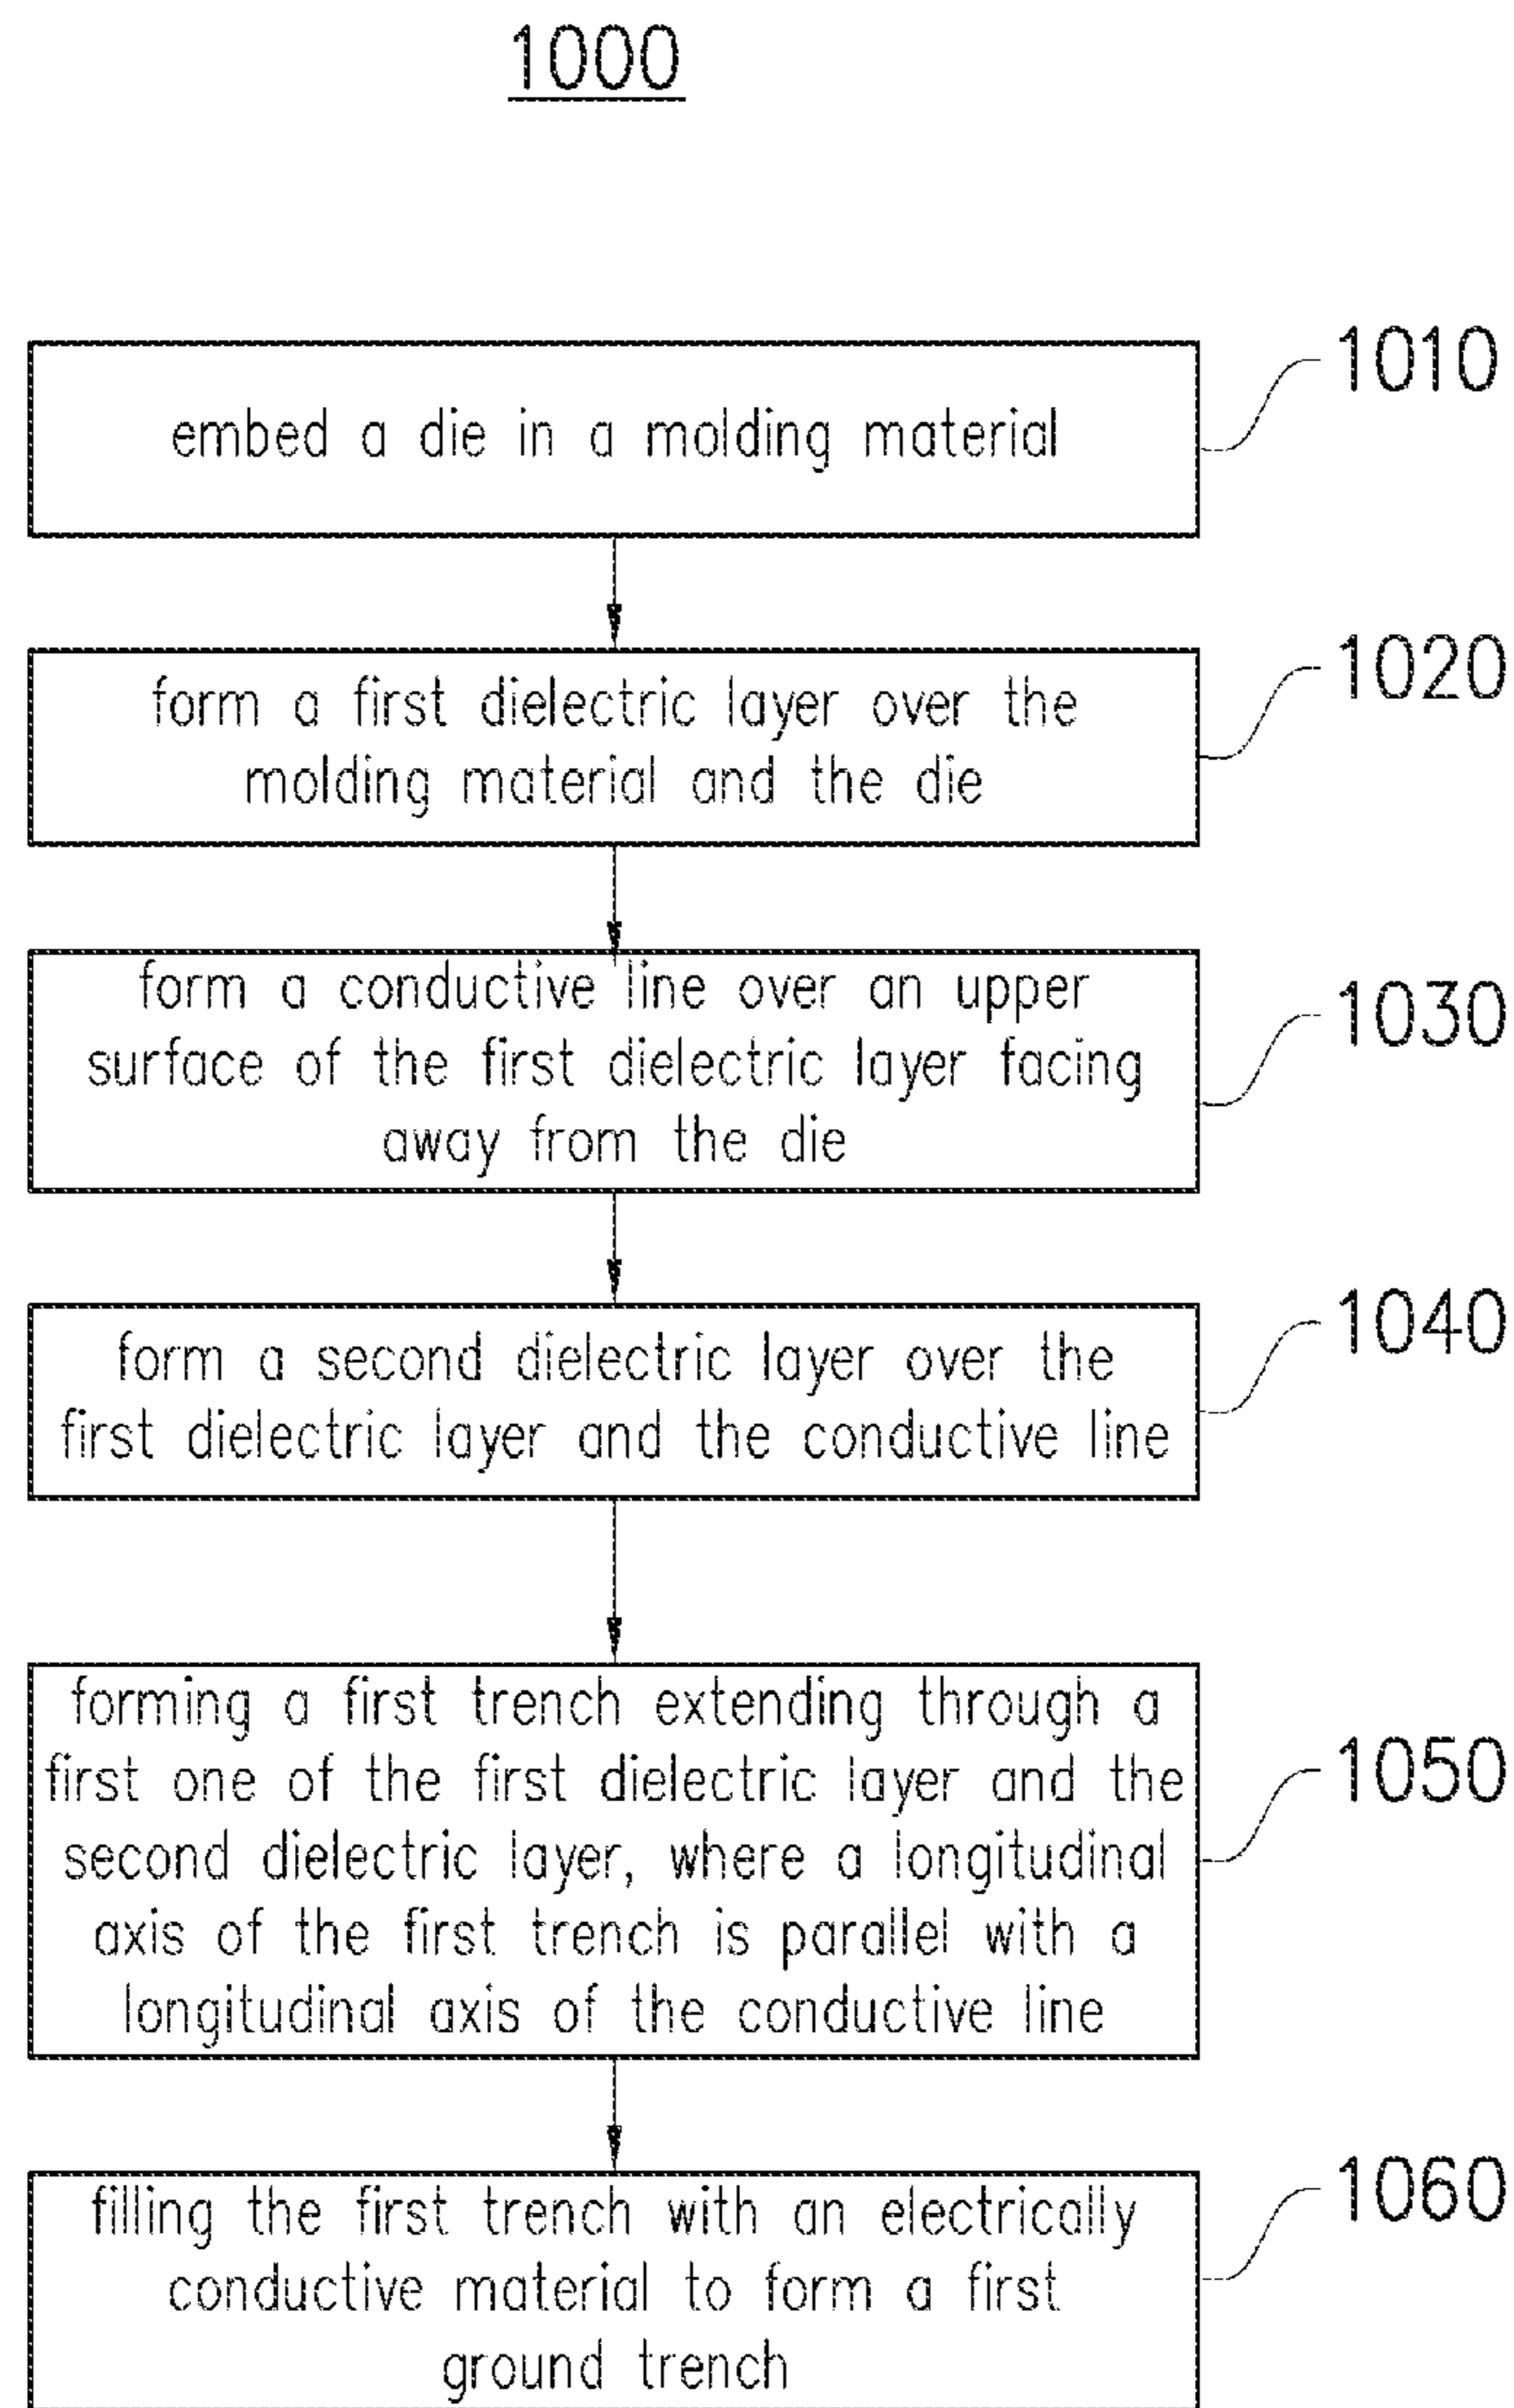 1000
embed a die in a molding material
1010
form a first dielectric layer over the
molding material and the die
1020
form a conductive line over an upper
surface of the first dielectric layer facing
away from the die
1030
form a second dielectric layer over the
first dielectric layer and the conductive line
1040
forming a first trench extending through a
first one of the first dielectric layer and the
second dielectric layer, where a longitudinal
axis of the first trench is parallel with a
longitudinal axis of the conductive line
1050
filling the first trench with an electrically
conductive material to form a first
ground trench
1060